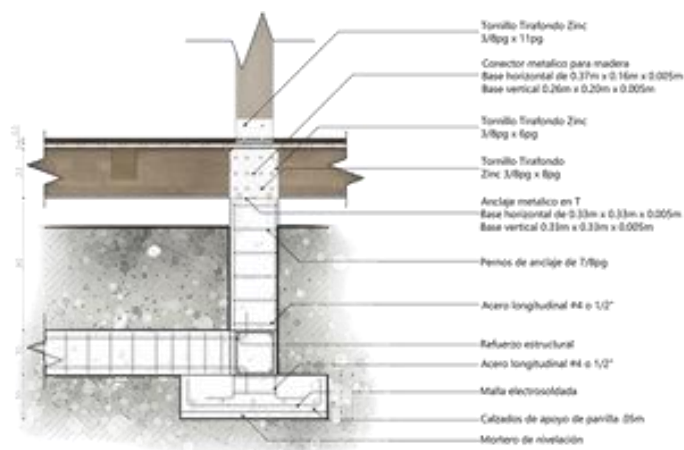 Tornillo Tirafondo Zinc
3/8pg x 11pg
Conector metalico para madera
Base horizontal de 0.37m x 0.16m x 0.005m
Base vertical 0.26m x 0.20m x 0.005m
Tornillo Tirafondo Zinc
3/8pg x 6pg
Tornillo Tirafondo
Zinc 3/8pg x 8pg
Anclaje metalico en T
Base horizontal de 0.33m x 0.33m x 0.005m
Base vertical 0.33m x 0.33m x 0.005m
Pernos de anclaje de 7/8pg
Acero longitudinal #4 o 1/2"
Refuerzo estructural
Acero longitudinal #4 o 1/2"
Malla electrosoldada
Calzados de apoyo de parrilla .05m
Mortero de nivelación